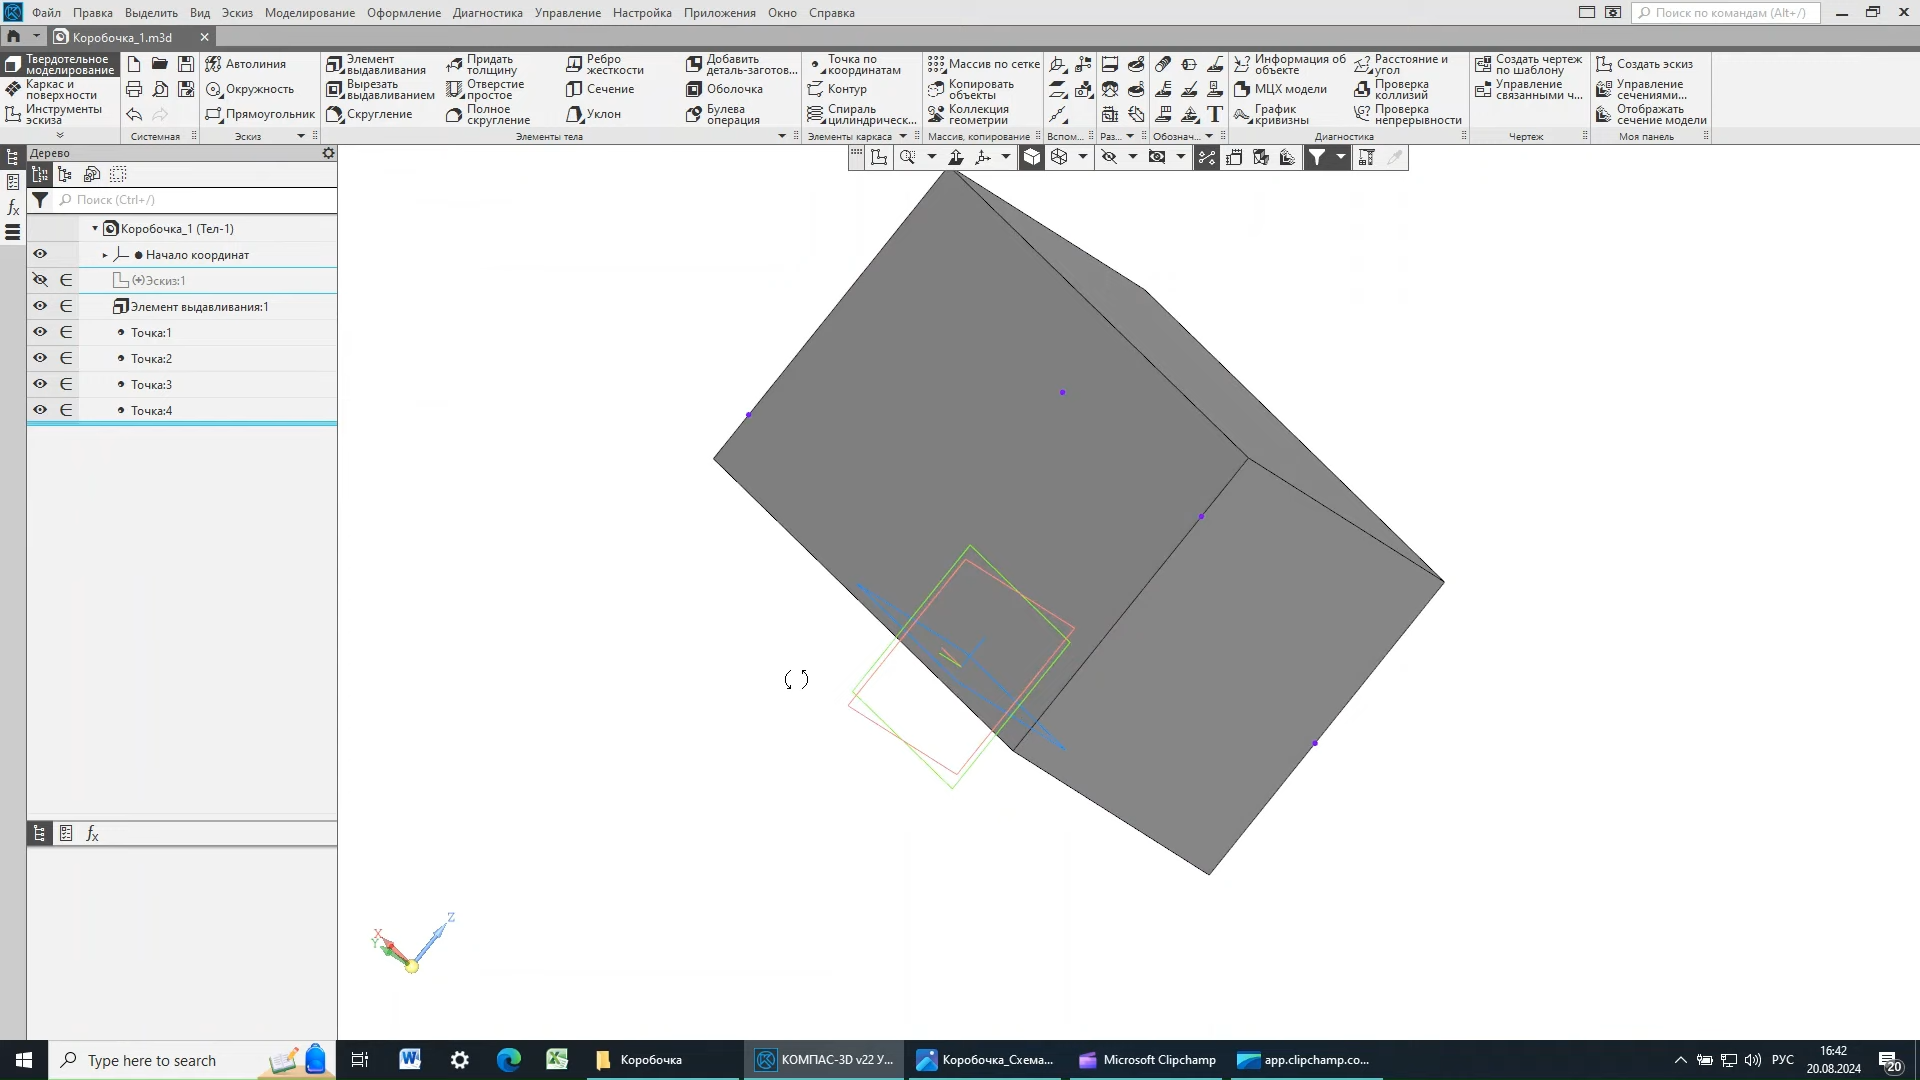 Файл Правка Выделить Вид Эскиз Моделирование Оформление Диагностика Управление Настройка Приложения Окно Справка Поиск по командам (Alt+/)
Коробочка_1.m3d
Твердотельное моделирование
Каркас и поверхности
Инструменты эскиза
Системная
Автолиния
Окружность
Прямоугольник
Эскиз
Элемент выдавливания
Вырезать выдавливанием
Скругление
Придать толщину
Отверстие простое
Полное скругление
Ребро жесткости
Сечение
Уклон
Добавить деталь-заготов...
Оболочка
Булева операция
Элементы тела
Точка по координатам
Контур
Спираль цилиндрическ...
Элементы каркаса
Массив по сетке
Копировать объекты
Коллекция геометрии
Массив, копирование
Вспом...
Раз...
Обознач...
Информация об объекте
МЦХ модели
График кривизны
Расстояние и угол
Проверка коллизий
Проверка непрерывности
Диагностика
Создать чертеж по шаблону
Управление связанными ч...
Чертеж
Создать эскиз
Управление сечениями...
Отображать сечение модели
Моя панель
Дерево
Поиск (Ctrl+/)
Коробочка_1 (Тел-1)
Начало координат
(+)Эскиз:1
Элемент выдавливания:1
Точка:1
Точка:2
Точка:3
Точка:4
fx
fx
X
Y
Z
Type here to search
Коробочка
КОМПАС-3D v22 У...
Коробочка_Схема...
Microsoft Clipchamp
app.clipchamp.co...
РУС
16:42
20.08.2024
20